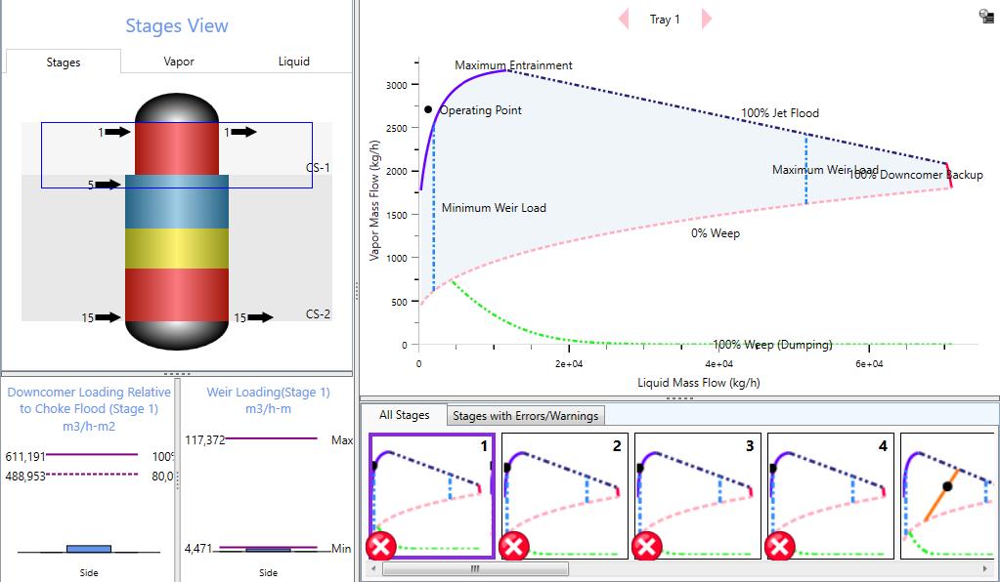 Stages View
Stages
Vapor
Liquid
1
1
CS-1
5
15
15
CS-2
Downcomer Loading Relative
to Choke Flood (Stage 1)
m3/h-m2
611,191
100%
488,953
80,0
Side
Weir Loading(Stage 1)
m3/h-m
117,372
Max
4,471
Min
Side
Tray 1
Vapor Mass Flow (kg/h)
3000
2500
2000
1500
1000
500
0
Maximum Entrainment
Operating Point
100% Jet Flood
Maximum Weir Load
100% Downcomer Backup
Minimum Weir Load
0% Weep
100% Weep (Dumping)
0
2e+04
4e+04
6e+04
Liquid Mass Flow (kg/h)
All Stages
Stages with Errors/Warnings
1
2
3
4